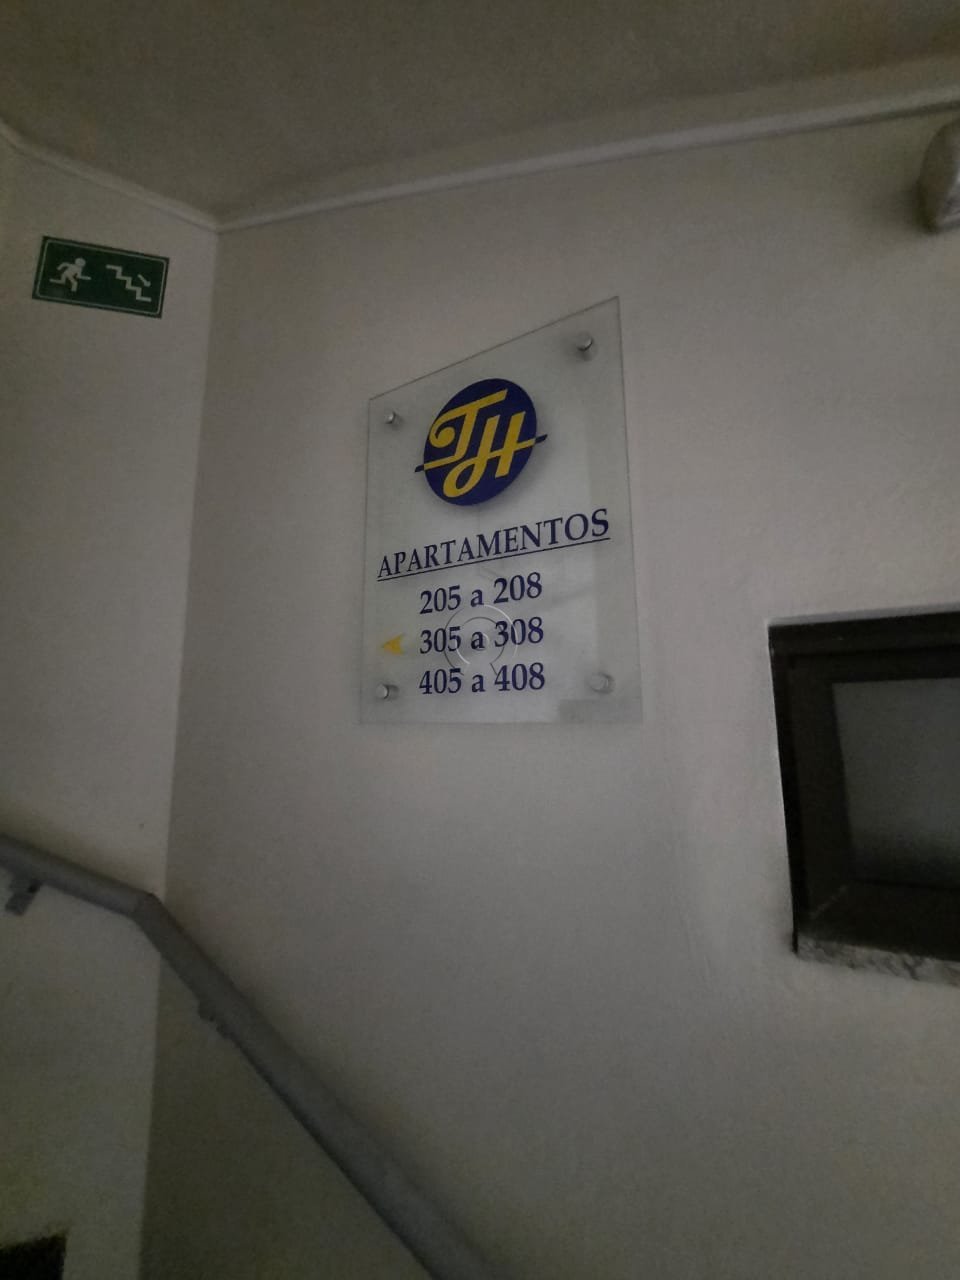 TH
APARTAMENTOS
205 a 208
305 a 308
405 a 408